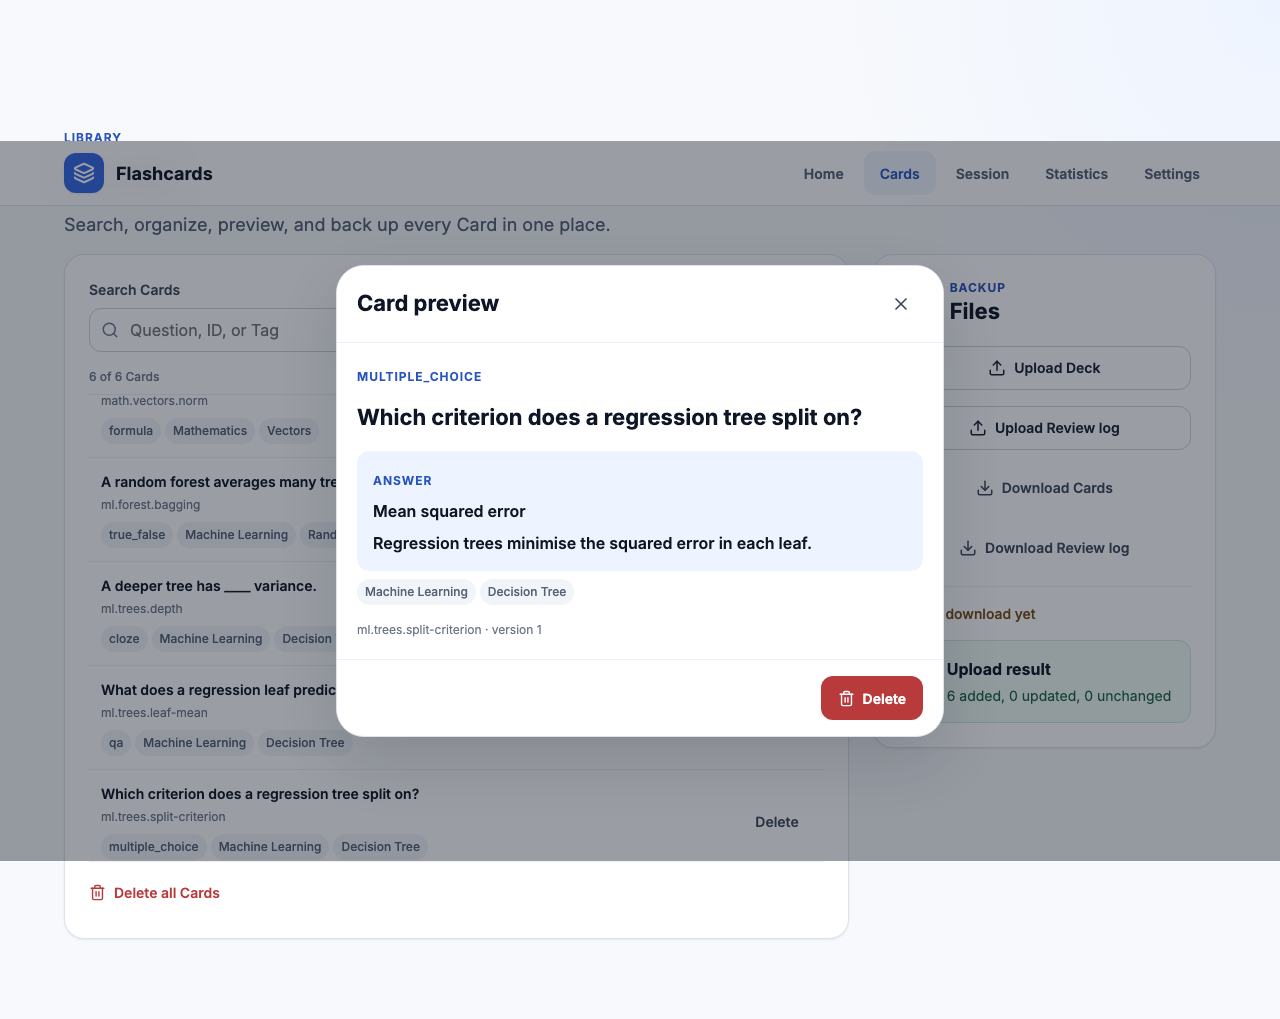 LIBRARY
Flashcards
Home
Cards
Session
Statistics
Settings
Search, organize, preview, and back up every Card in one place.
Search Cards
Question, ID, or Tag
6 of 6 Cards
math.vectors.norm
formula
Mathematics
Vectors
A random forest averages many tre
ml.forest.bagging
true_false
Machine Learning
Rand
A deeper tree has ____ variance.
ml.trees.depth
cloze
Machine Learning
Decision
What does a regression leaf predic
ml.trees.leaf-mean
qa
Machine Learning
Decision Tree
Which criterion does a regression tree split on?
ml.trees.split-criterion
multiple_choice
Machine Learning
Decision Tree
Delete
Delete all Cards
Card preview
MULTIPLE_CHOICE
Which criterion does a regression tree split on?
ANSWER
Mean squared error
Regression trees minimise the squared error in each leaf.
Machine Learning
Decision Tree
ml.trees.split-criterion · version 1
Delete
BACKUP
Files
Upload Deck
Upload Review log
Download Cards
Download Review log
download yet
Upload result
6 added, 0 updated, 0 unchanged